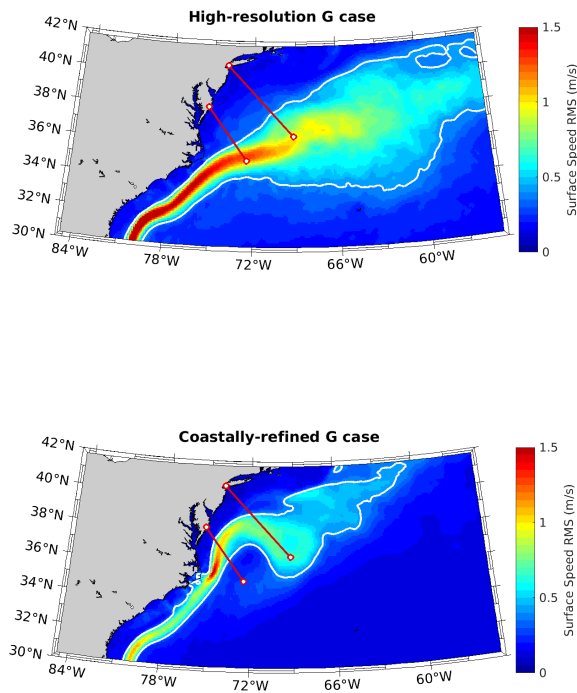 High-resolution G case
42°N
40°N
38°N
36°N
34°N
32°N
30°N
84°W
78°W
72°W
66°W
60°W
1.5
1
0.5
0
Surface Speed RMS (m/s)
Coastally-refined G case
42°N
40°N
38°N
36°N
34°N
32°N
30°N
84°W
78°W
72°W
66°W
60°W
1.5
1
0.5
0
Surface Speed RMS (m/s)